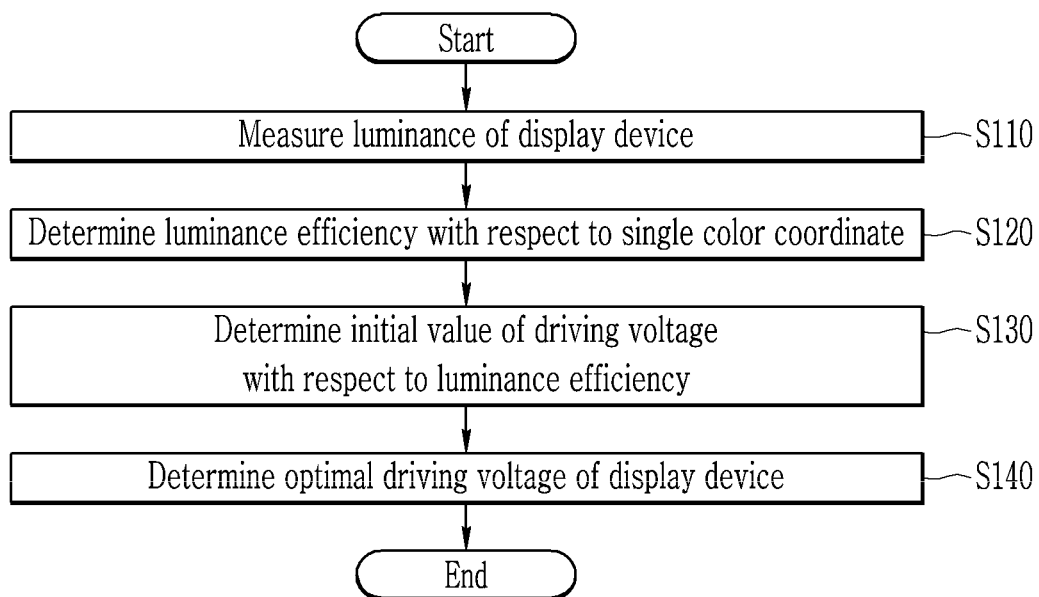 Start
Measure luminance of display device
S110
Determine luminance efficiency with respect to single color coordinate
S120
Determine initial value of driving voltage
with respect to luminance efficiency
S130
Determine optimal driving voltage of display device
S140
End